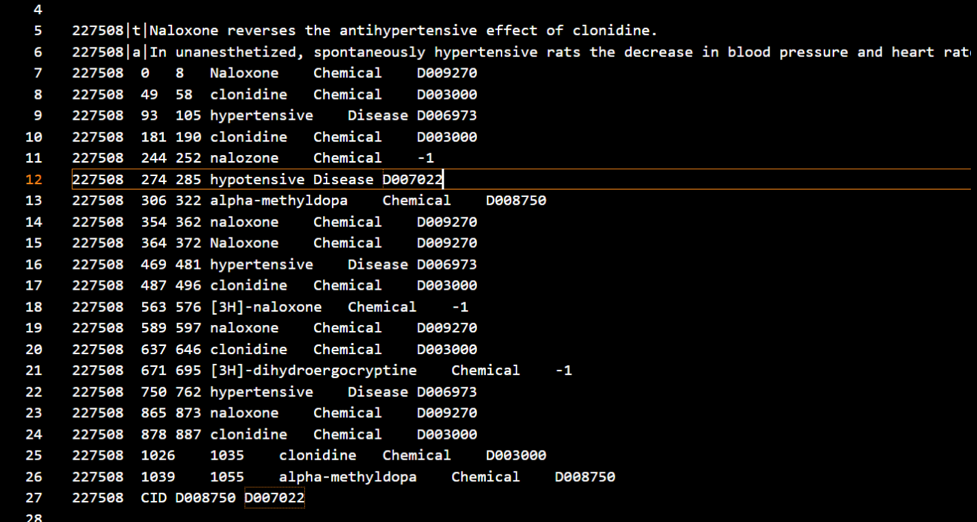 4
5 227508|t|Naloxone reverses the antihypertensive effect of clonidine.
6 227508|a|In unanesthetized, spontaneously hypertensive rats the decrease in blood pressure and heart rat
7 227508 0 8 Naloxone Chemical D009270
8 227508 49 58 clonidine Chemical D003000
9 227508 93 105 hypertensive Disease D006973
10 227508 181 190 clonidine Chemical D003000
11 227508 244 252 nalozone Chemical -1
12 227508 274 285 hypotensive Disease D007022
13 227508 306 322 alpha-methyldopa Chemical D008750
14 227508 354 362 naloxone Chemical D009270
15 227508 364 372 Naloxone Chemical D009270
16 227508 469 481 hypertensive Disease D006973
17 227508 487 496 clonidine Chemical D003000
18 227508 563 576 [3H]-naloxone Chemical -1
19 227508 589 597 naloxone Chemical D009270
20 227508 637 646 clonidine Chemical D003000
21 227508 671 695 [3H]-dihydroergocryptine Chemical -1
22 227508 750 762 hypertensive Disease D006973
23 227508 865 873 naloxone Chemical D009270
24 227508 878 887 clonidine Chemical D003000
25 227508 1026 1035 clonidine Chemical D003000
26 227508 1039 1055 alpha-methyldopa Chemical D008750
27 227508 CID D008750 D007022
28